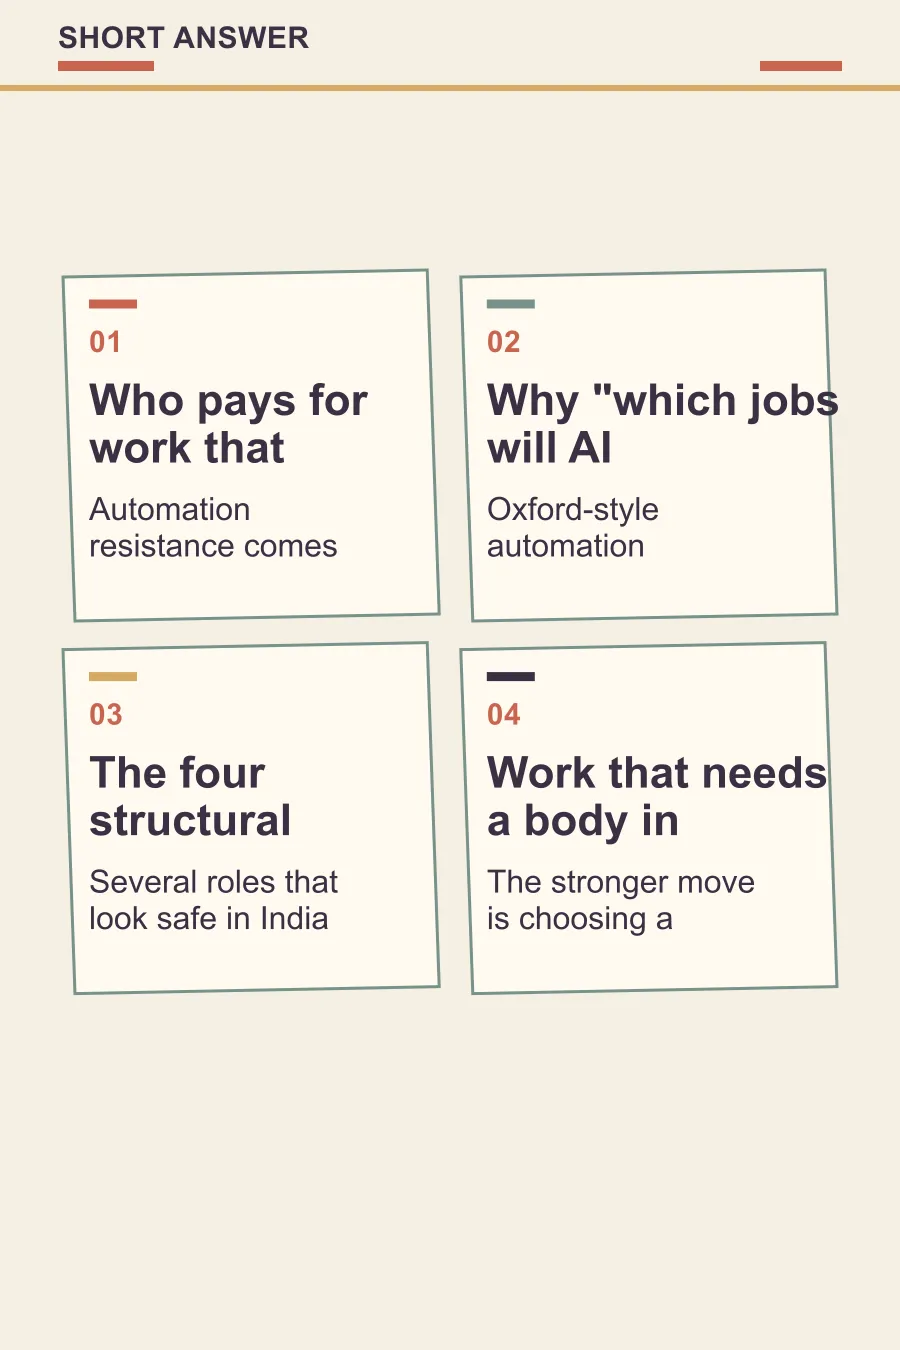 SHORT ANSWER
01
Who pays for
work that
Automation
resistance comes
02
Why "which jobs
will AI
Oxford-style
automation
03
The four
structural
Several roles that
look safe in India
04
Work that needs
a body in
The stronger move
is choosing a